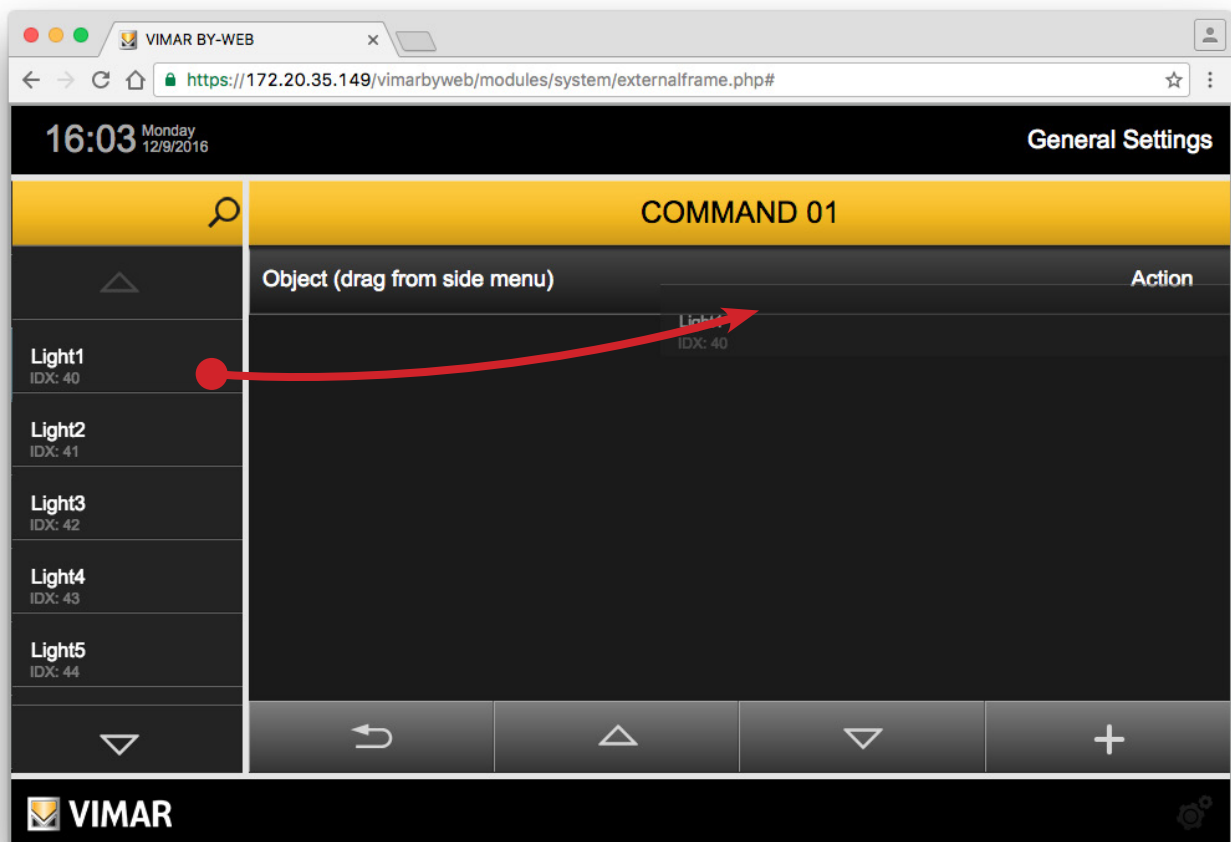 VIMAR BY-WEB
https://172.20.35.149/vimarbyweb/modules/system/externalframe.php#
16:03 Monday
12/9/2016
General Settings
COMMAND 01
Object (drag from side menu) Action
Light1
IDX: 40
Light1
IDX: 40
Light2
IDX: 41
Light3
IDX: 42
Light4
IDX: 43
Light5
IDX: 44
VIMAR